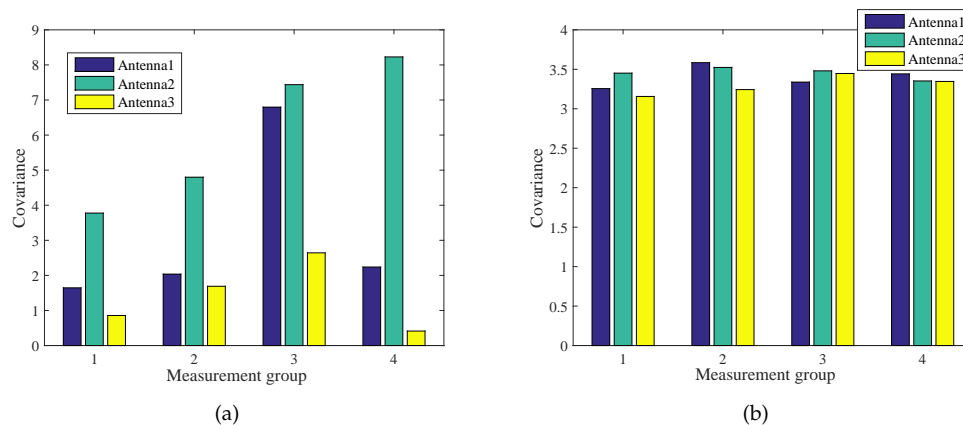 9
8
7
6
5
4
3
2
1
0
Covariance
Antenna1
Antenna2
Antenna3
1 2 3 4
Measurement group
(a)
4
3.5
3
2.5
2
1.5
1
0.5
0
Covariance
Antenna1
Antenna2
Antenna3
1 2 3 4
Measurement group
(b)